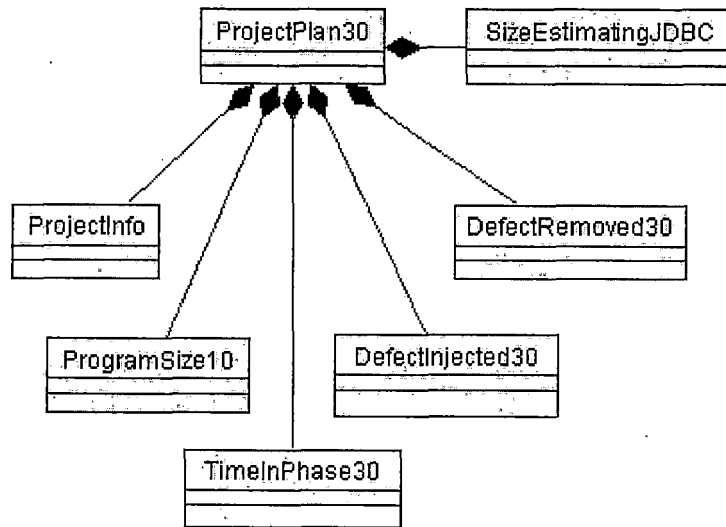 ProjectPlan30
SizeEstimatingJDBC
ProjectInfo
DefectRemoved30
ProgramSize10
DefectInjected30
TimeInPhase30